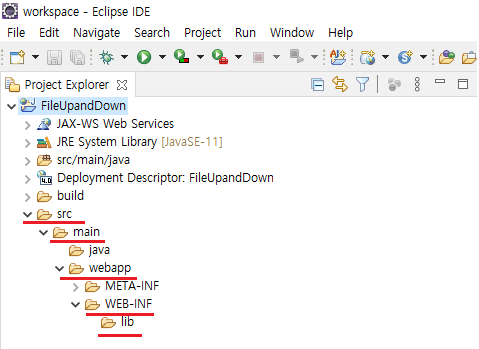 workspace - Eclipse IDE
File Edit Navigate Search Project Run Window Help
Project Explorer
FileUpandDown
JAX-WS Web Services
JRE System Library [JavaSE-11]
src/main/java
Deployment Descriptor: FileUpandDown
build
src
main
java
webapp
META-INF
WEB-INF
lib